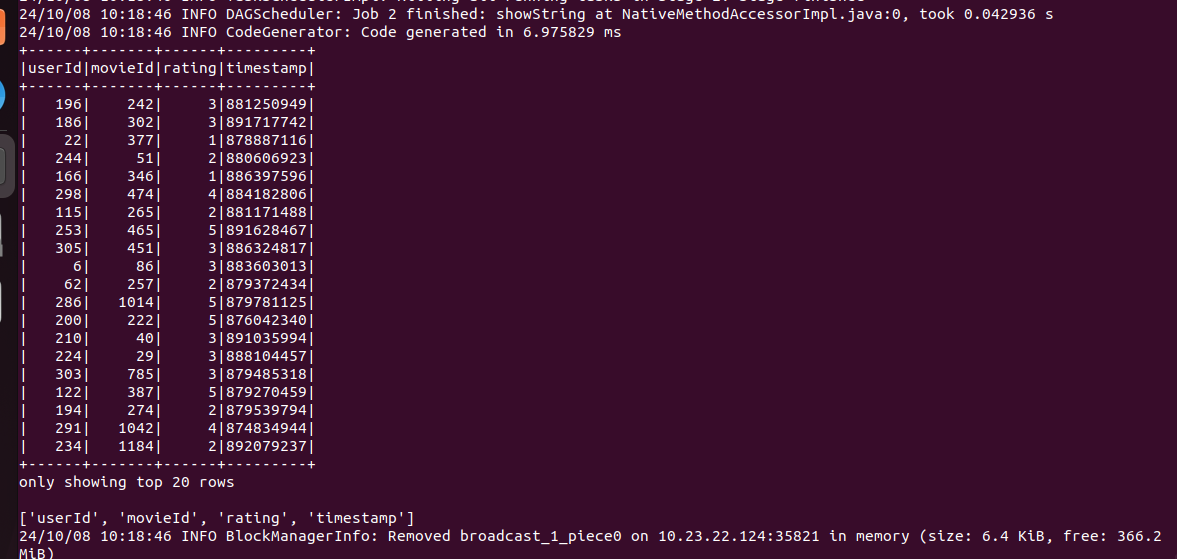 24/10/08 10:18:46 INFO DAGScheduler: Job 2 finished: showString at NativeMethodAccessorImpl.java:0, took 0.042936 s
24/10/08 10:18:46 INFO CodeGenerator: Code generated in 6.975829 ms
+------+-------+------+---------+
|userId|movieId|rating|timestamp|
+------+-------+------+---------+
|   196|    242|     3|881250949|
|   186|    302|     3|891717742|
|    22|    377|     1|878887116|
|   244|     51|     2|880606923|
|   166|    346|     1|886397596|
|   298|    474|     4|884182806|
|   115|    265|     2|881171488|
|   253|    465|     5|891628467|
|   305|    451|     3|886324817|
|     6|     86|     3|883603013|
|    62|    257|     2|879372434|
|   286|   1014|     5|879781125|
|   200|    222|     5|876042340|
|   210|     40|     3|891035994|
|   224|     29|     3|888104457|
|   303|    785|     3|879485318|
|   122|    387|     5|879270459|
|   194|    274|     2|879539794|
|   291|   1042|     4|874834944|
|   234|   1184|     2|892079237|
+------+-------+------+---------+
only showing top 20 rows
['userId', 'movieId', 'rating', 'timestamp']
24/10/08 10:18:46 INFO BlockManagerInfo: Removed broadcast_1_piece0 on 10.23.22.124:35821 in memory (size: 6.4 KiB, free: 366.2
MiB)